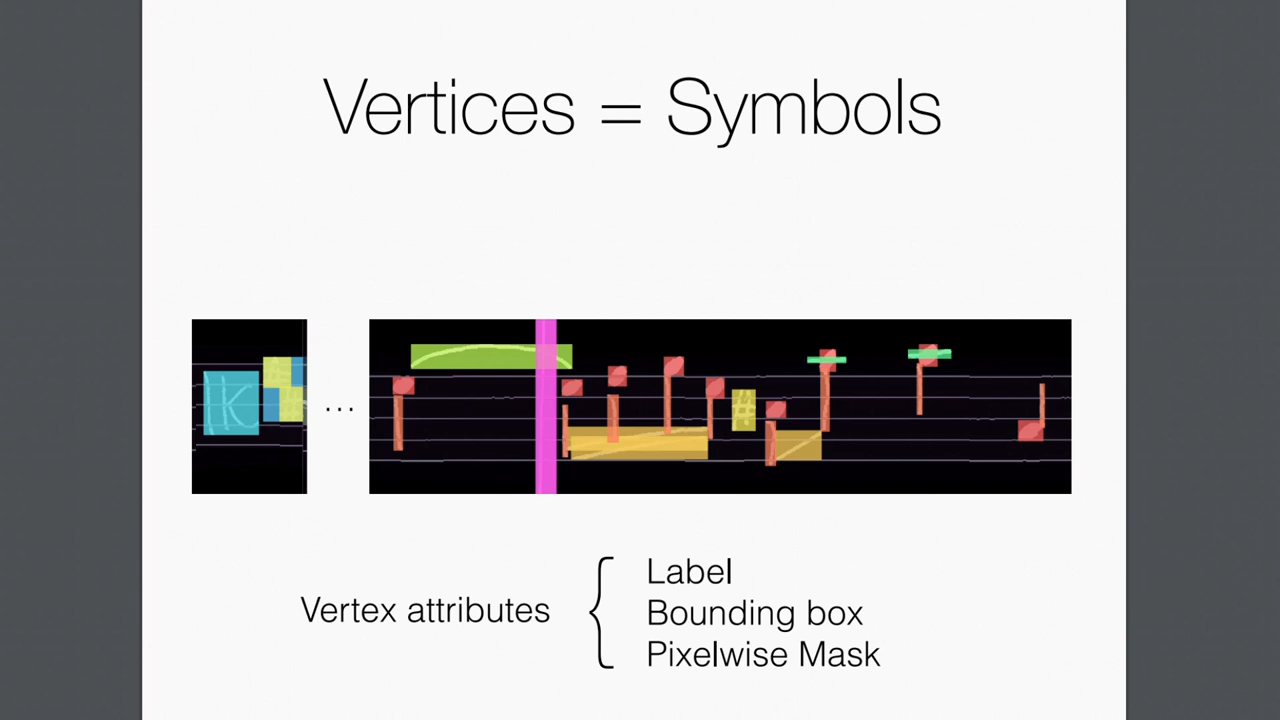 Vertices = Symbols
...
Vertex attributes
Label
Bounding box
Pixelwise Mask